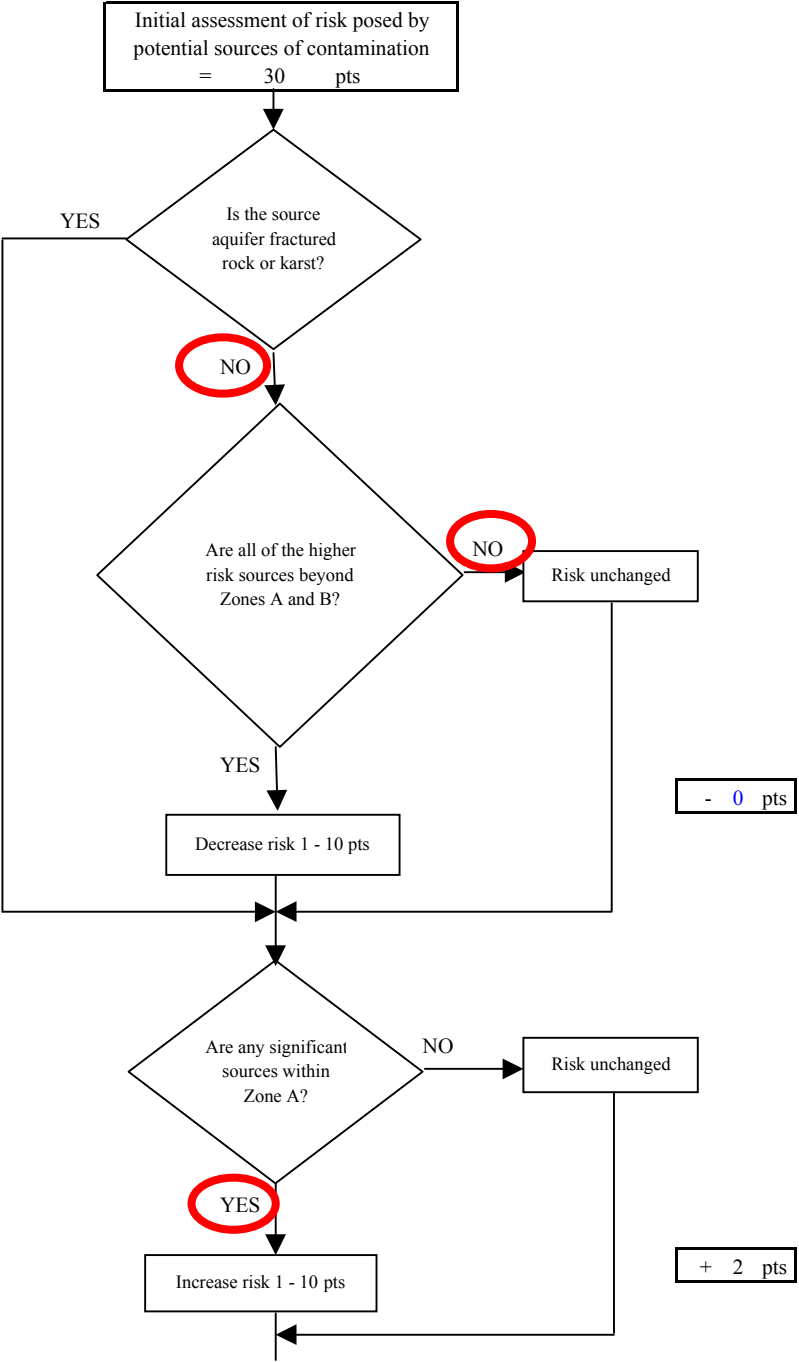 Initial assessment of risk posed by
potential sources of contamination
= 30 pts
YES
Is the source
aquifer fractured
rock or karst?
NO
Are all of the higher
risk sources beyond
Zones A and B?
NO
Risk unchanged
YES
- 0 pts
Decrease risk 1 - 10 pts
Are any significant
sources within
Zone A?
NO
Risk unchanged
YES
Increase risk 1 - 10 pts
+ 2 pts